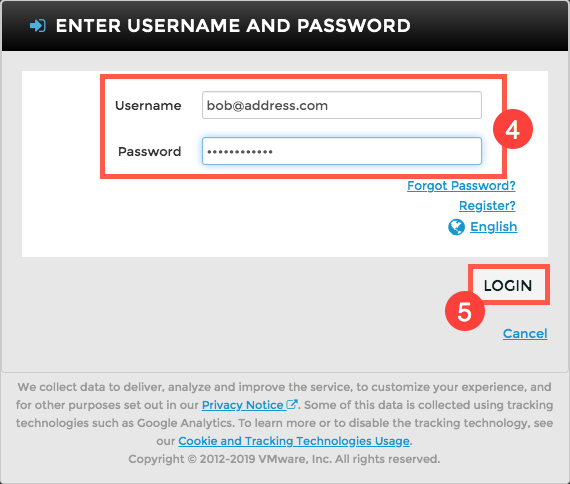 ENTER USERNAME AND PASSWORD
Username bob@address.com
4
Password ••••••••••••
Forgot Password?
Register?
English
LOGIN
5
Cancel
We collect data to deliver, analyze and improve the service, to customize your experience, and
for other purposes set out in our Privacy Notice. Some of this data is collected using tracking
technologies such as Google Analytics. To learn more or to disable the tracking technology, see
our Cookie and Tracking Technologies Usage.
Copyright © 2012-2019 VMware, Inc. All rights reserved.